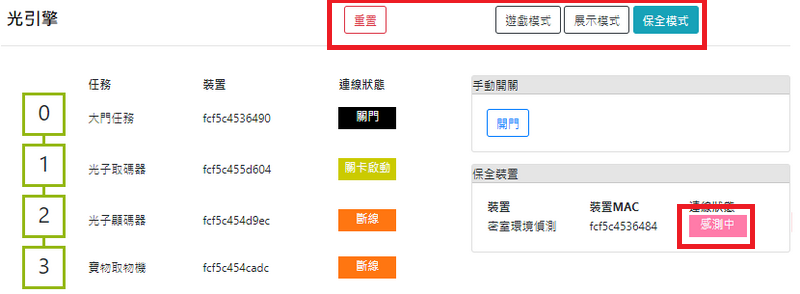 光引擎 重置 遊戲模式 展示模式 保全模式
任務 裝置 連線狀態
0 大門任務 fcf5c4536490 關門
1 光子取碼器 fcf5c455d604 關卡啟動
2 光子顯碼器 fcf5c454d9ec 斷線
3 寶物取物機 fcf5c454cadc 斷線
手動開關
開門
保全裝置
裝置 裝置MAC 連線狀態
密室環境偵測 fcf5c4536484 感測中